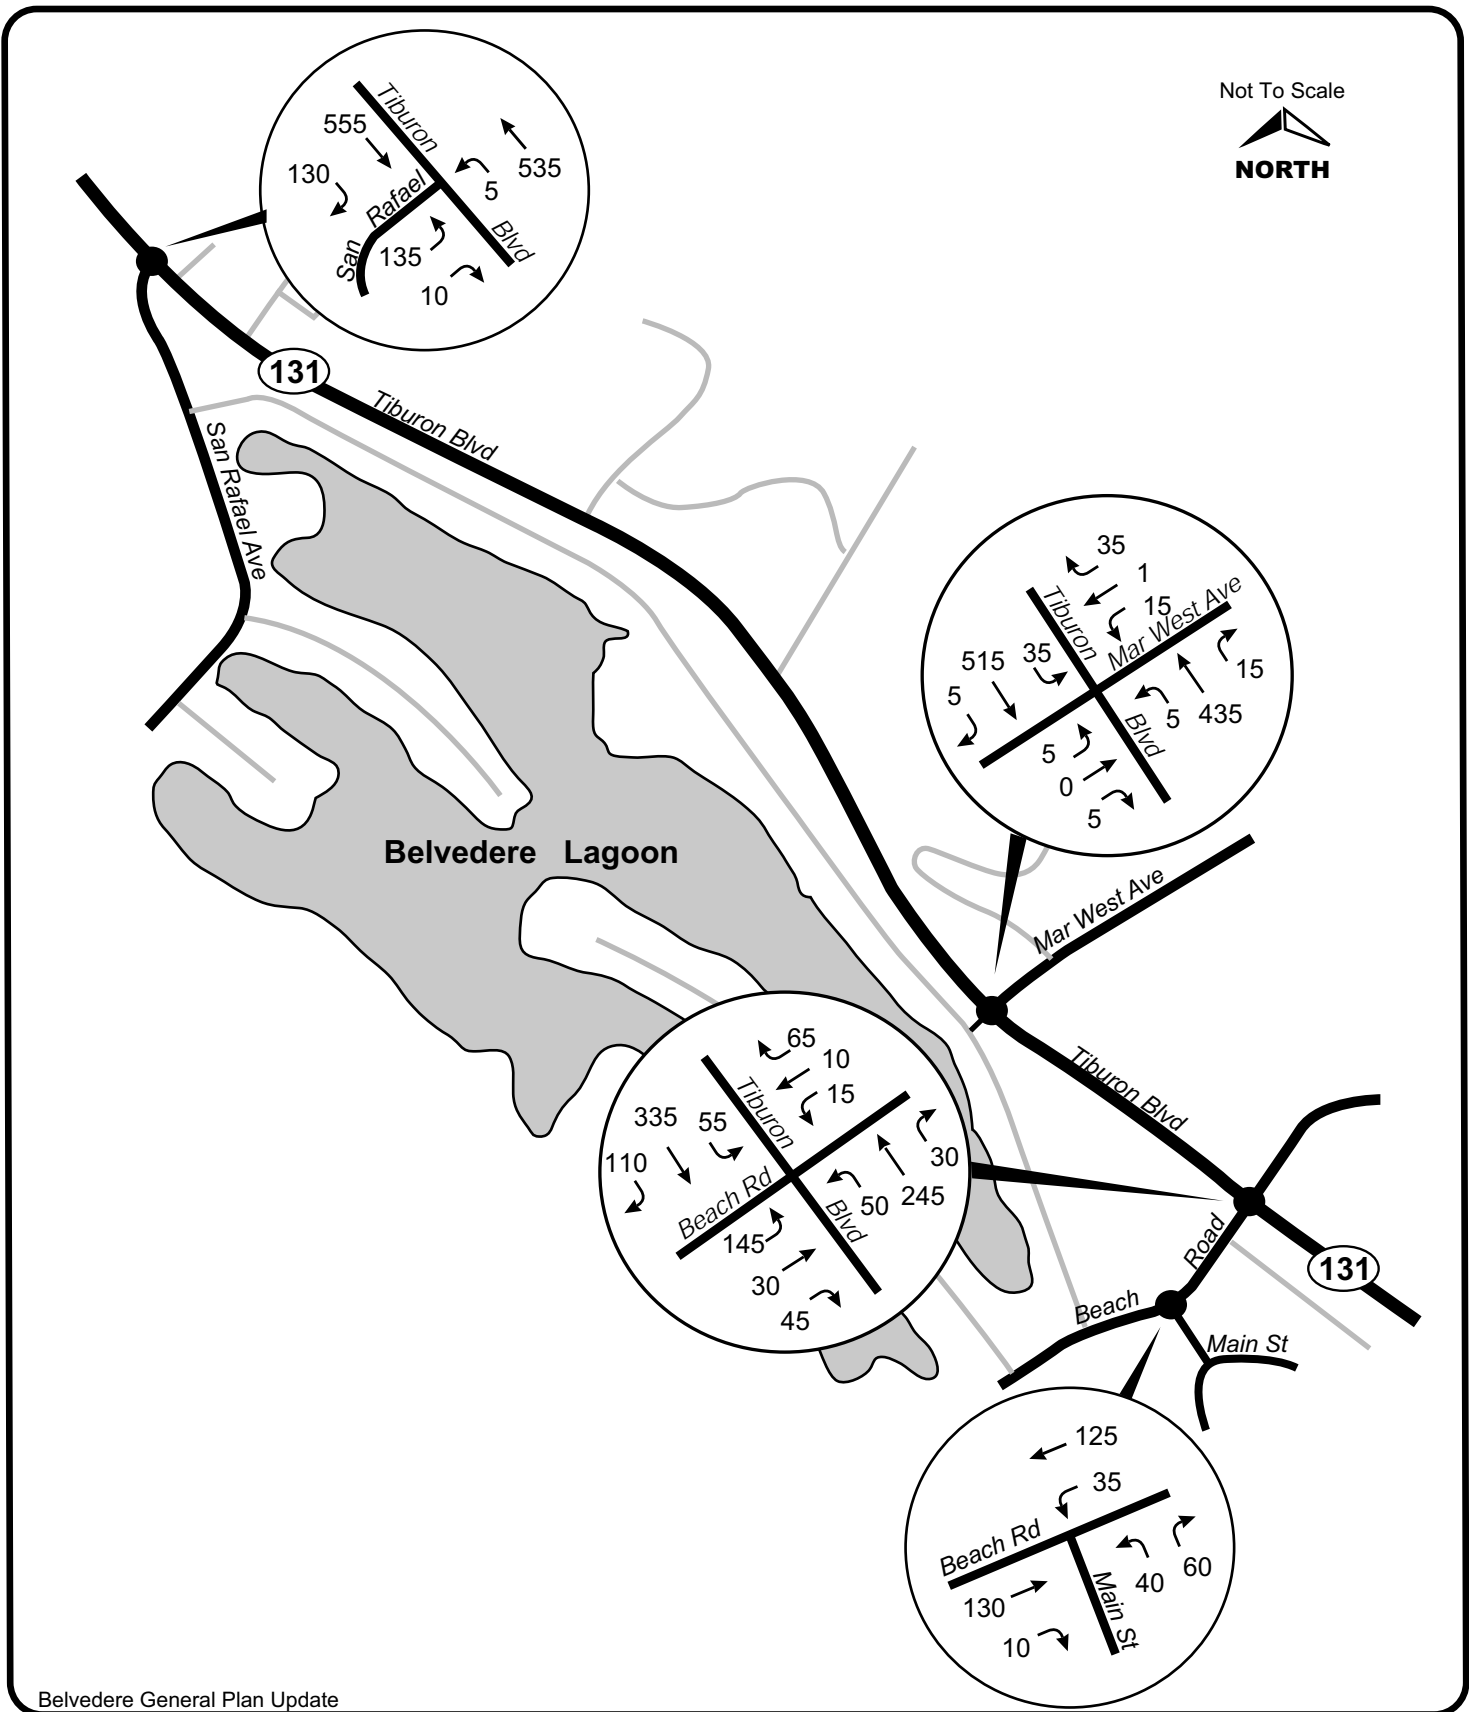 Not To Scale
NORTH
Tiburon
Blvd
San
Rafael
555
130
535
5
135
10
131
Tiburon Blvd
San Rafael Ave
Belvedere Lagoon
35
1
15
Tiburon
Blvd
Mar West Ave
515
35
5
15
5
435
5
0
5
Mar West Ave
Tiburon Blvd
65
10
15
Tiburon
Blvd
Beach Rd
335
55
110
30
50
245
145
30
45
Beach
Road
131
Main St
125
35
Beach Rd
Main St
130
10
40
60
Belvedere General Plan Update